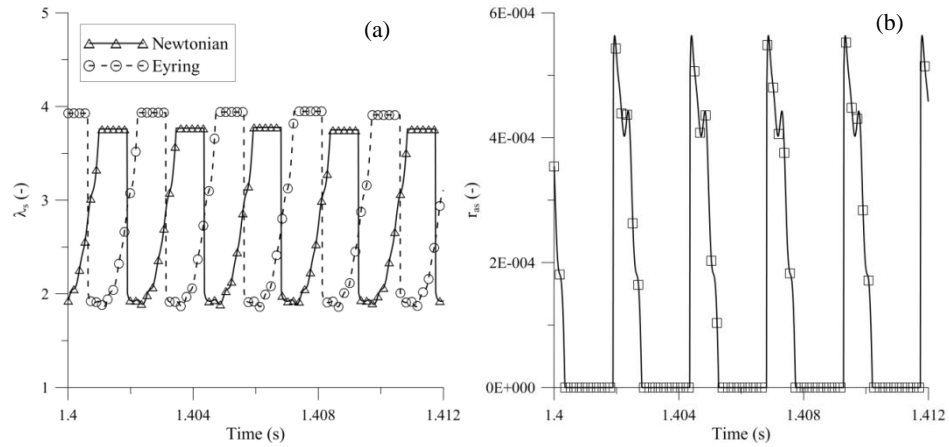 (a)
Newtonian
Eyring
5
4
3
2
1
λs (-)
1.4 1.404 1.408 1.412
Time (s)
(b)
6E-004
4E-004
2E-004
0E+000
ras (-)
1.4 1.404 1.408 1.412
Time (s)